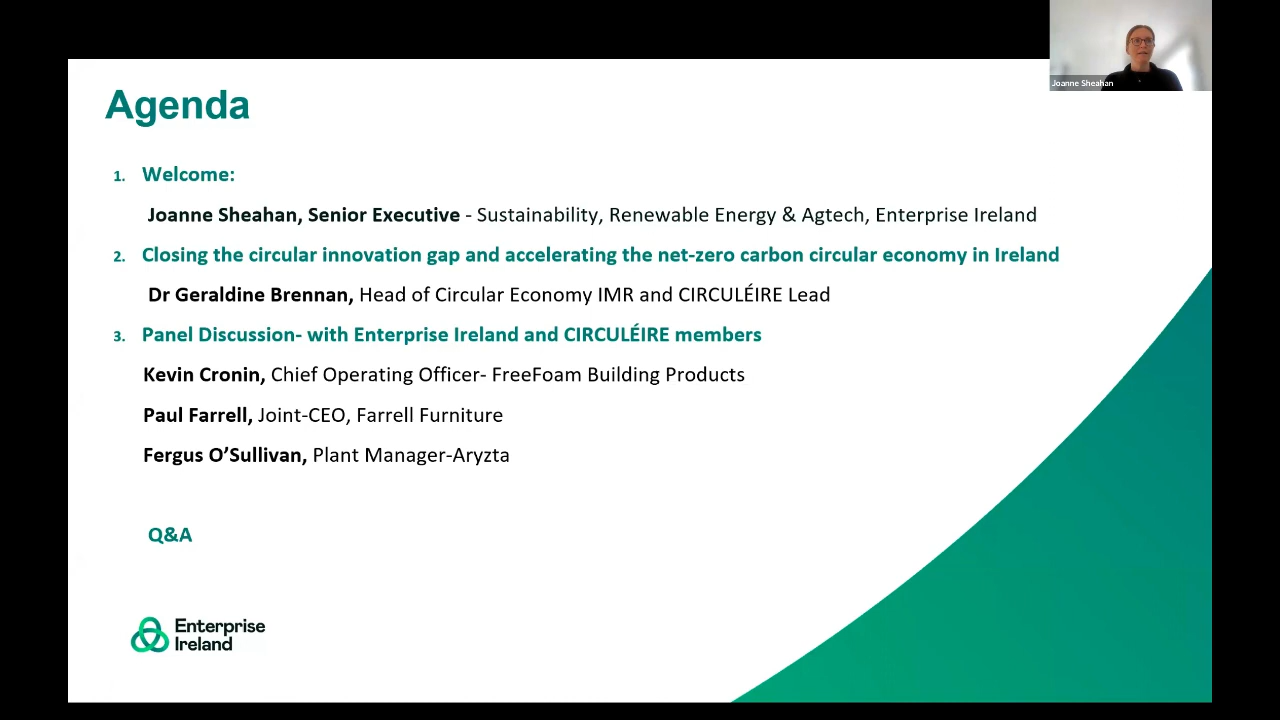 Joanne Sheahan
Agenda
1. Welcome:
Joanne Sheahan, Senior Executive - Sustainability, Renewable Energy & Agtech, Enterprise Ireland
2. Closing the circular innovation gap and accelerating the net-zero carbon circular economy in Ireland
Dr Geraldine Brennan, Head of Circular Economy IMR and CIRCULÉIRE Lead
3. Panel Discussion- with Enterprise Ireland and CIRCULÉIRE members
Kevin Cronin, Chief Operating Officer- FreeFoam Building Products
Paul Farrell, Joint-CEO, Farrell Furniture
Fergus O’Sullivan, Plant Manager-Aryzta
Q&A
Enterprise
Ireland